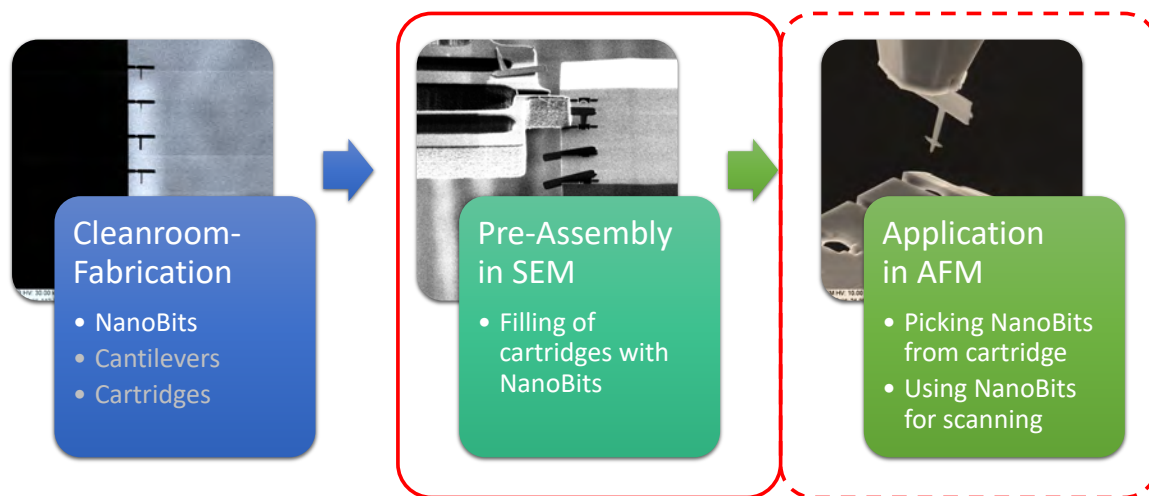 Cleanroom-
Fabrication
• NanoBits
• Cantilevers
• Cartridges
Pre-Assembly
in SEM
• Filling of
cartridges with
NanoBits
Application
in AFM
• Picking NanoBits
from cartridge
• Using NanoBits
for scanning